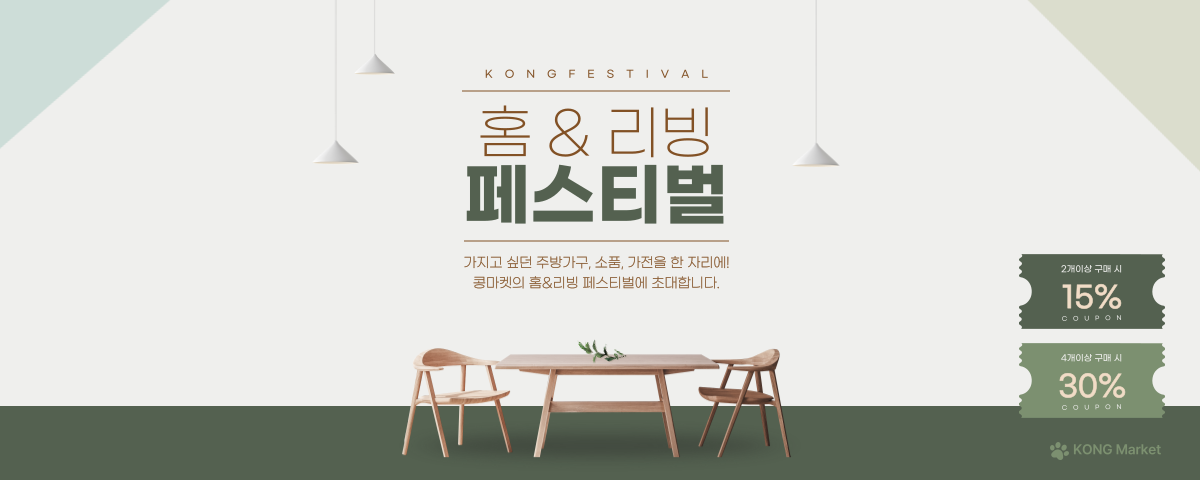 KONGFESTIVAL
홈 & 리빙
페스티벌
가지고 싶던 주방가구, 소품, 가전을 한 자리에!
콩마켓의 홈&리빙 페스티벌에 초대합니다.
2개이상 구매 시
15%
COUPON
4개이상 구매 시
30%
COUPON
KONG Market